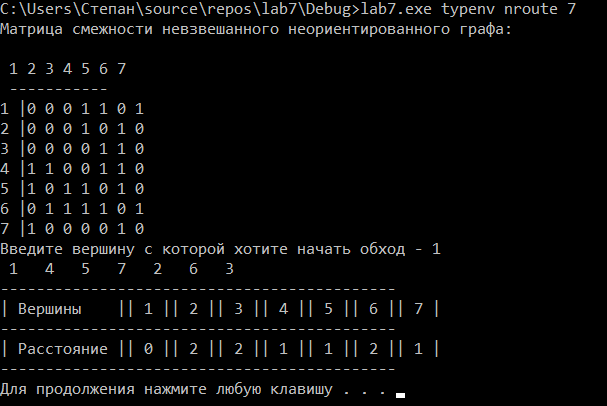 C:\Users\Степан\source\repos\lab7\Debug>lab7.exe typenv nroute 7
Матрица смежности невзвешанного неориентированного графа:
1 2 3 4 5 6 7
-----------
1 |0 0 0 1 1 0 1
2 |0 0 0 1 0 1 0
3 |0 0 0 0 1 1 0
4 |1 1 0 0 1 1 0
5 |1 0 1 1 0 1 0
6 |0 1 1 1 1 0 1
7 |1 0 0 0 0 1 0
Введите вершину с которой хотите начать обход - 1
1 4 5 7 2 6 3
--------------------------------------------
| Вершины || 1 || 2 || 3 || 4 || 5 || 6 || 7 |
--------------------------------------------
| Расстояние || 0 || 2 || 2 || 1 || 1 || 2 || 1 |
--------------------------------------------
Для продолжения нажмите любую клавишу . . .